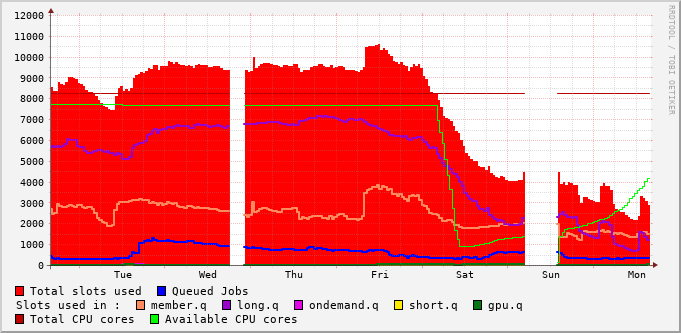 12000
11000
10000
9000
8000
7000
6000
5000
4000
3000
2000
1000
0
Tue Wed Thu Fri Sat Sun Mon
RRDTOOL / TOBI OETIKER
Total slots used Queued Jobs
Slots used in : member.q long.q ondemand.q short.q gpu.q
Total CPU cores Available CPU cores